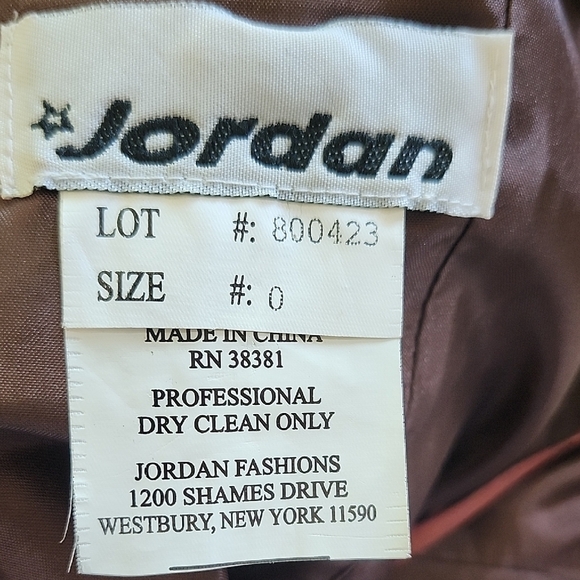 Jordan
LOT #: 800423
SIZE #: 0
MADE IN CHINA
RN 38381
PROFESSIONAL
DRY CLEAN ONLY
JORDAN FASHIONS
1200 SHAMES DRIVE
WESTBURY, NEW YORK 11590